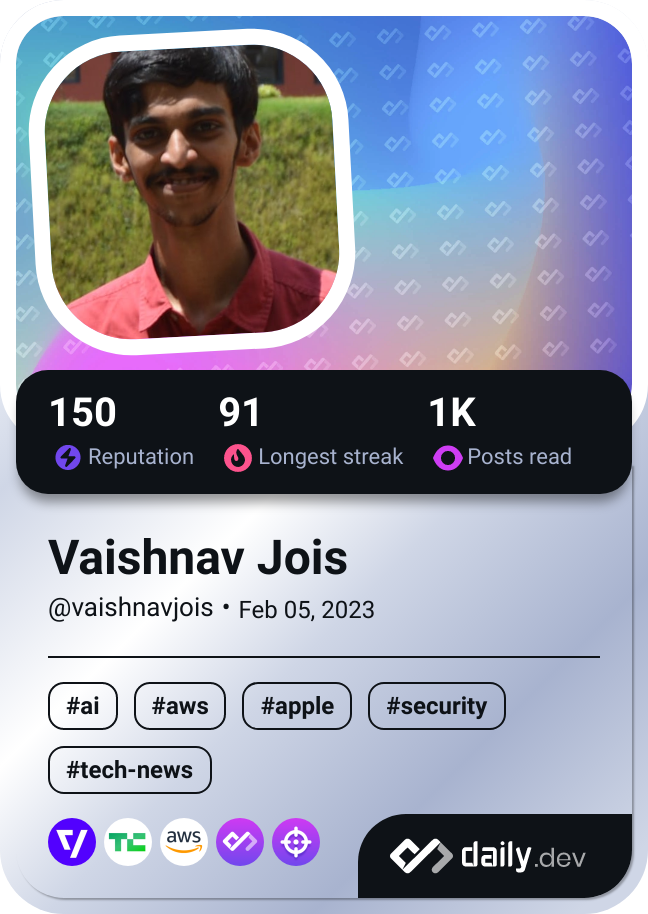 150 91 1K
Reputation Longest streak Posts read
Vaishnav Jois
@vaishnavjois • Feb 05, 2023
#ai #aws #apple #security
#tech-news
TC aws
daily.dev